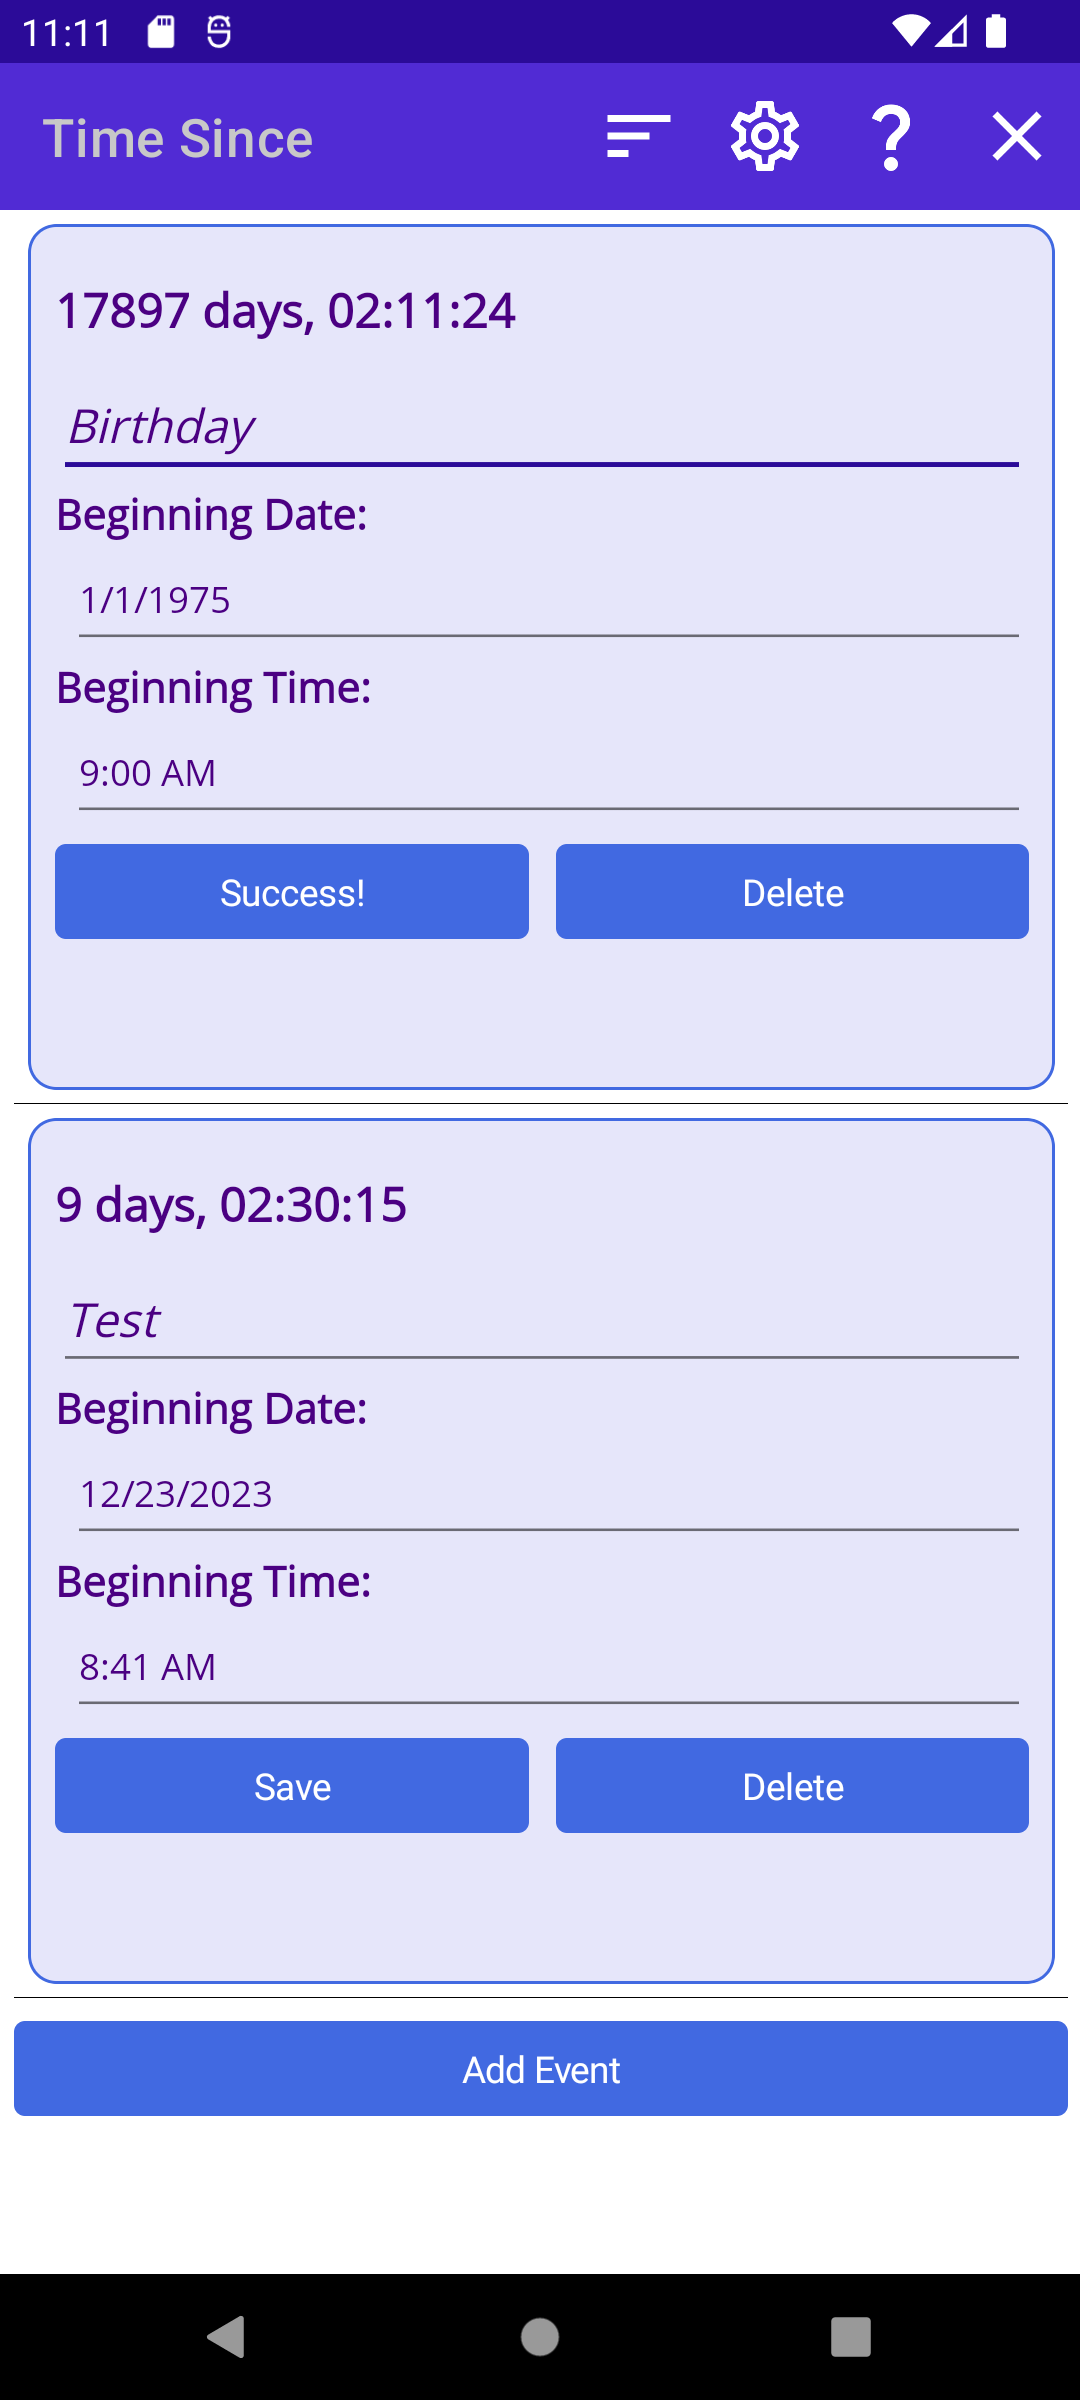 11:11
Time Since
17897 days, 02:11:24
Birthday
Beginning Date:
1/1/1975
Beginning Time:
9:00 AM
Success! Delete
9 days, 02:30:15
Test
Beginning Date:
12/23/2023
Beginning Time:
8:41 AM
Save Delete
Add Event